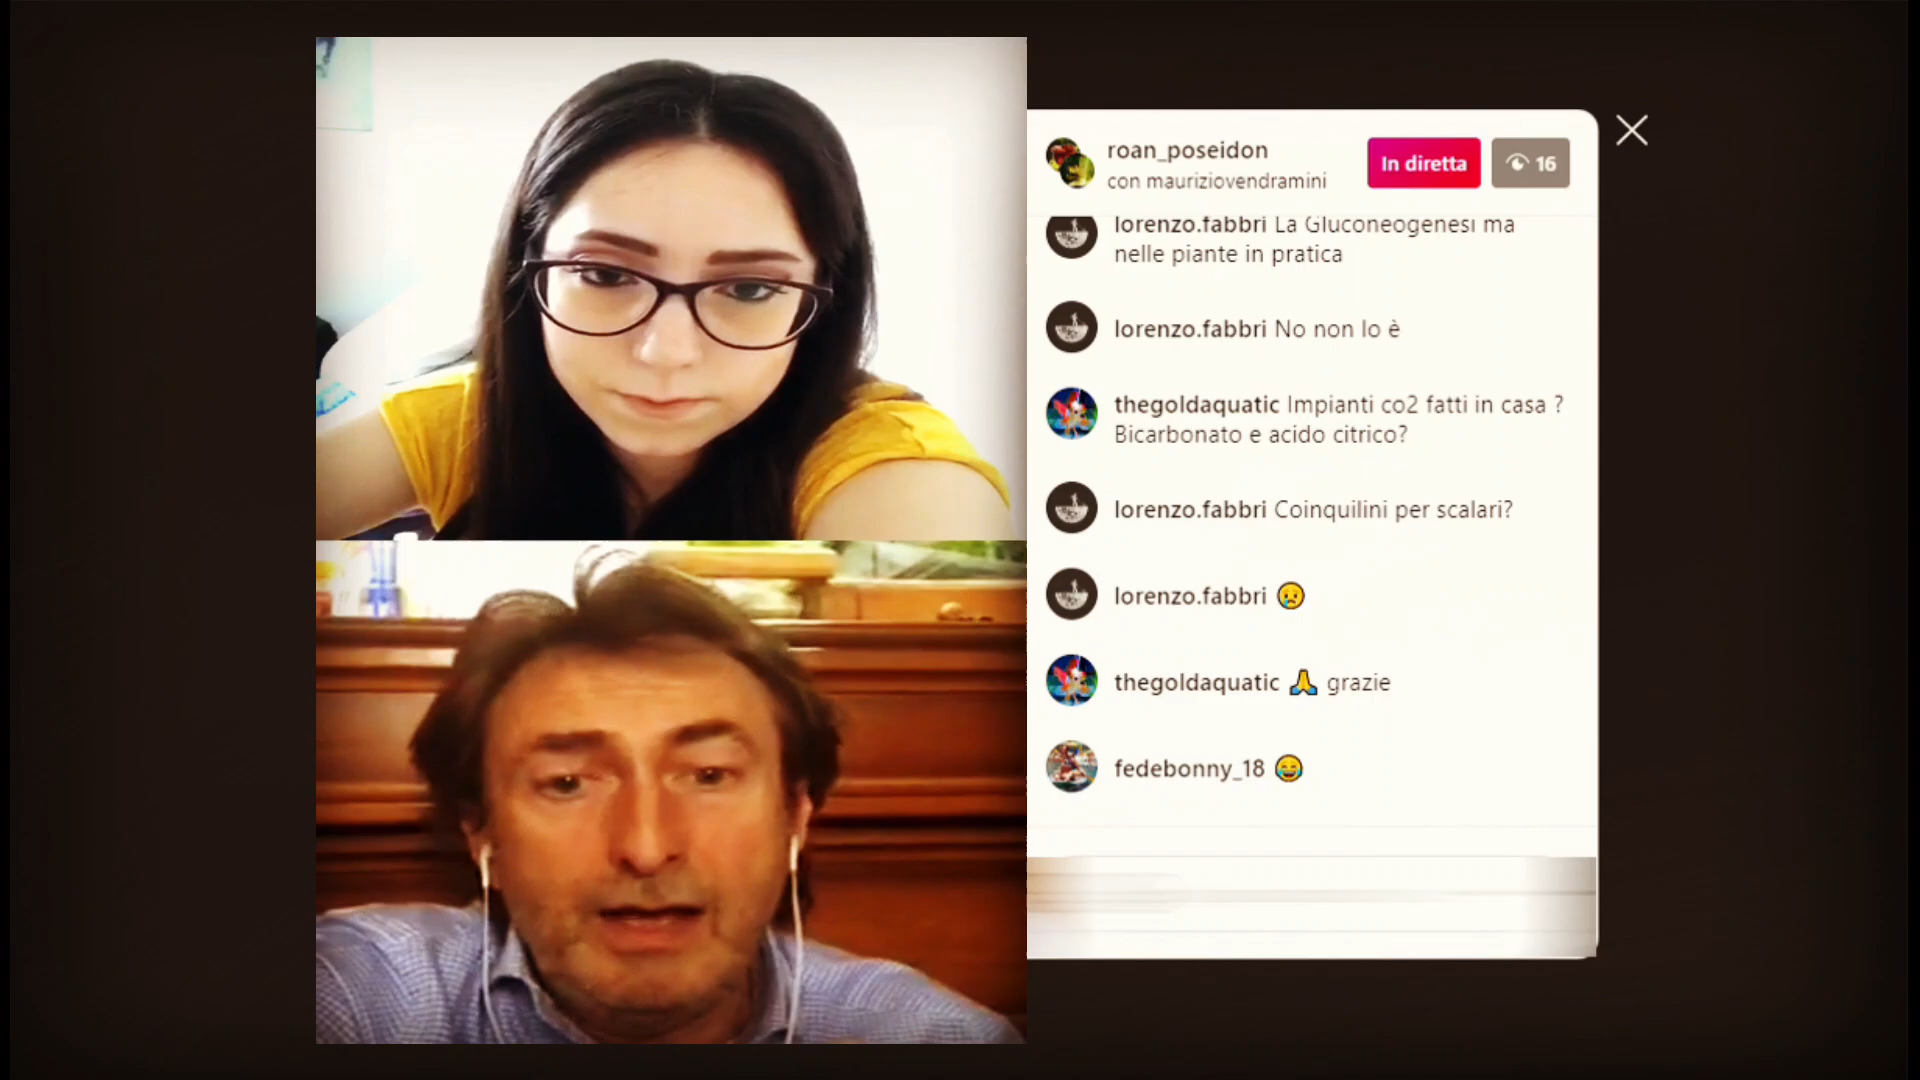 roan_poseidon
con mauriziovendramini
In diretta
16
lorenzo.fabbri La Gluconeogenesi ma
nelle piante in pratica
lorenzo.fabbri No non lo è
thegoldaquatic Impianti co2 fatti in casa ?
Bicarbonato e acido citrico?
lorenzo.fabbri Coinquilini per scalari?
lorenzo.fabbri 😢
thegoldaquatic 🙏 grazie
fedebonny_18 😂